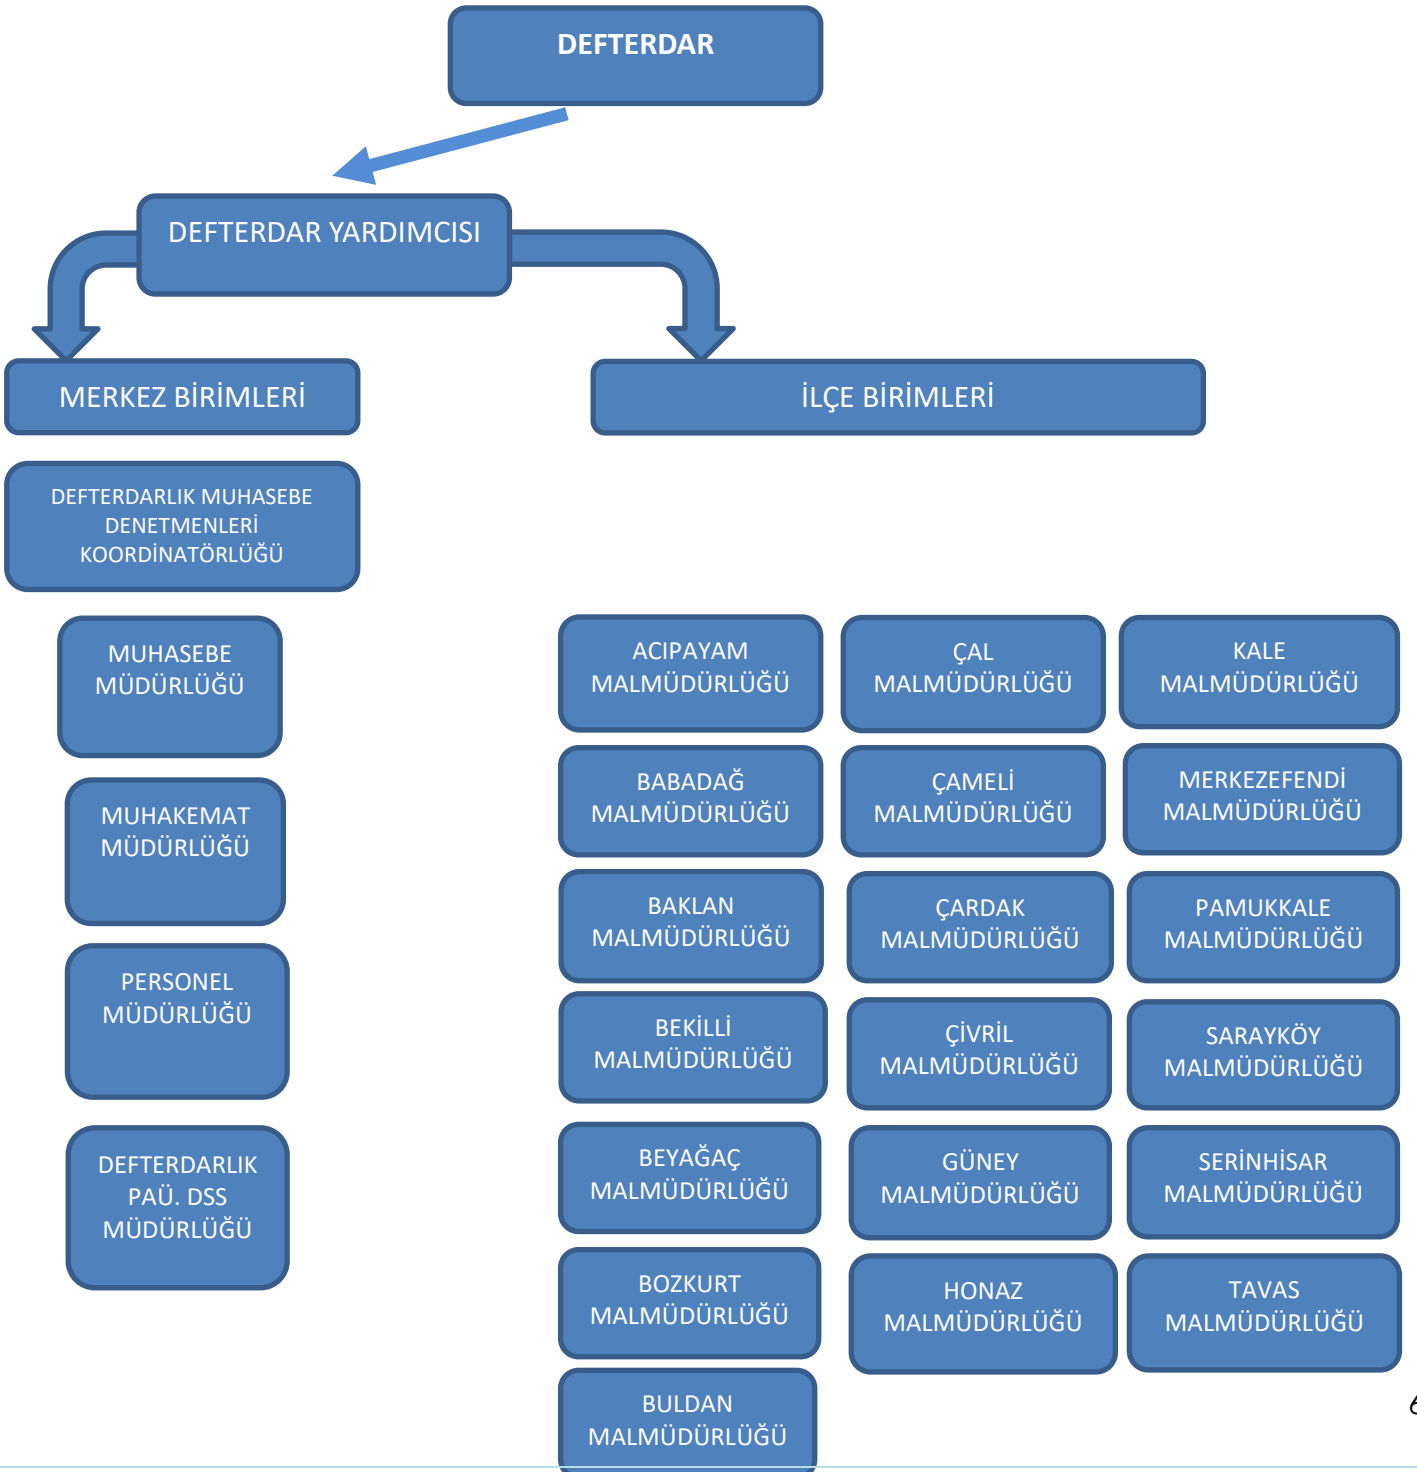 DEFTERDAR
DEFTERDAR YARDIMCISI
MERKEZ BİRİMLERİ
İLÇE BİRİMLERİ
DEFTERDARLIK MUHASEBE
DENETMENLERİ
KOORDİNATÖRLÜĞÜ
MUHASEBE
MÜDÜRLÜĞÜ
MUHAKEMAT
MÜDÜRLÜĞÜ
PERSONEL
MÜDÜRLÜĞÜ
DEFTERDARLIK
PAÜ. DSS
MÜDÜRLÜĞÜ
ACIPAYAM
MALMÜDÜRLÜĞÜ
BABADAĞ
MALMÜDÜRLÜĞÜ
BAKLAN
MALMÜDÜRLÜĞÜ
BEKİLLİ
MALMÜDÜRLÜĞÜ
BEYAĞAÇ
MALMÜDÜRLÜĞÜ
BOZKURT
MALMÜDÜRLÜĞÜ
BULDAN
MALMÜDÜRLÜĞÜ
ÇAL
MALMÜDÜRLÜĞÜ
ÇAMELİ
MALMÜDÜRLÜĞÜ
ÇARDAK
MALMÜDÜRLÜĞÜ
ÇİVRİL
MALMÜDÜRLÜĞÜ
GÜNEY
MALMÜDÜRLÜĞÜ
HONAZ
MALMÜDÜRLÜĞÜ
KALE
MALMÜDÜRLÜĞÜ
MERKEZEFENDİ
MALMÜDÜRLÜĞÜ
PAMUKKALE
MALMÜDÜRLÜĞÜ
SARAYKÖY
MALMÜDÜRLÜĞÜ
SERİNHİSAR
MALMÜDÜRLÜĞÜ
TAVAS
MALMÜDÜRLÜĞÜ